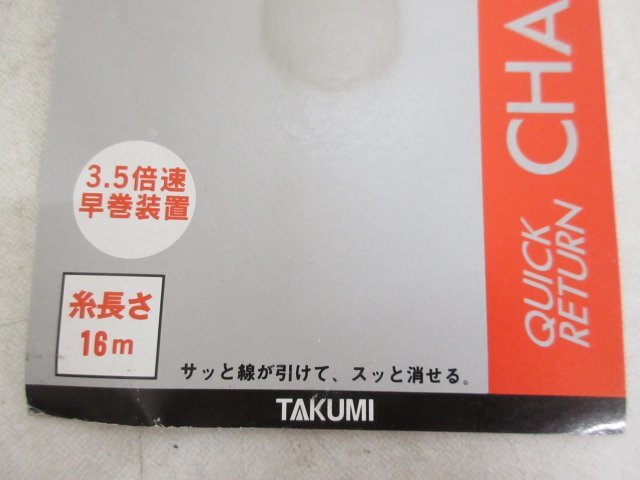 3.5倍速
早巻装置
糸長さ
16m
サッと線が引けて、スッと消せる。
TAKUMI
QUICK
RETURN
CHA